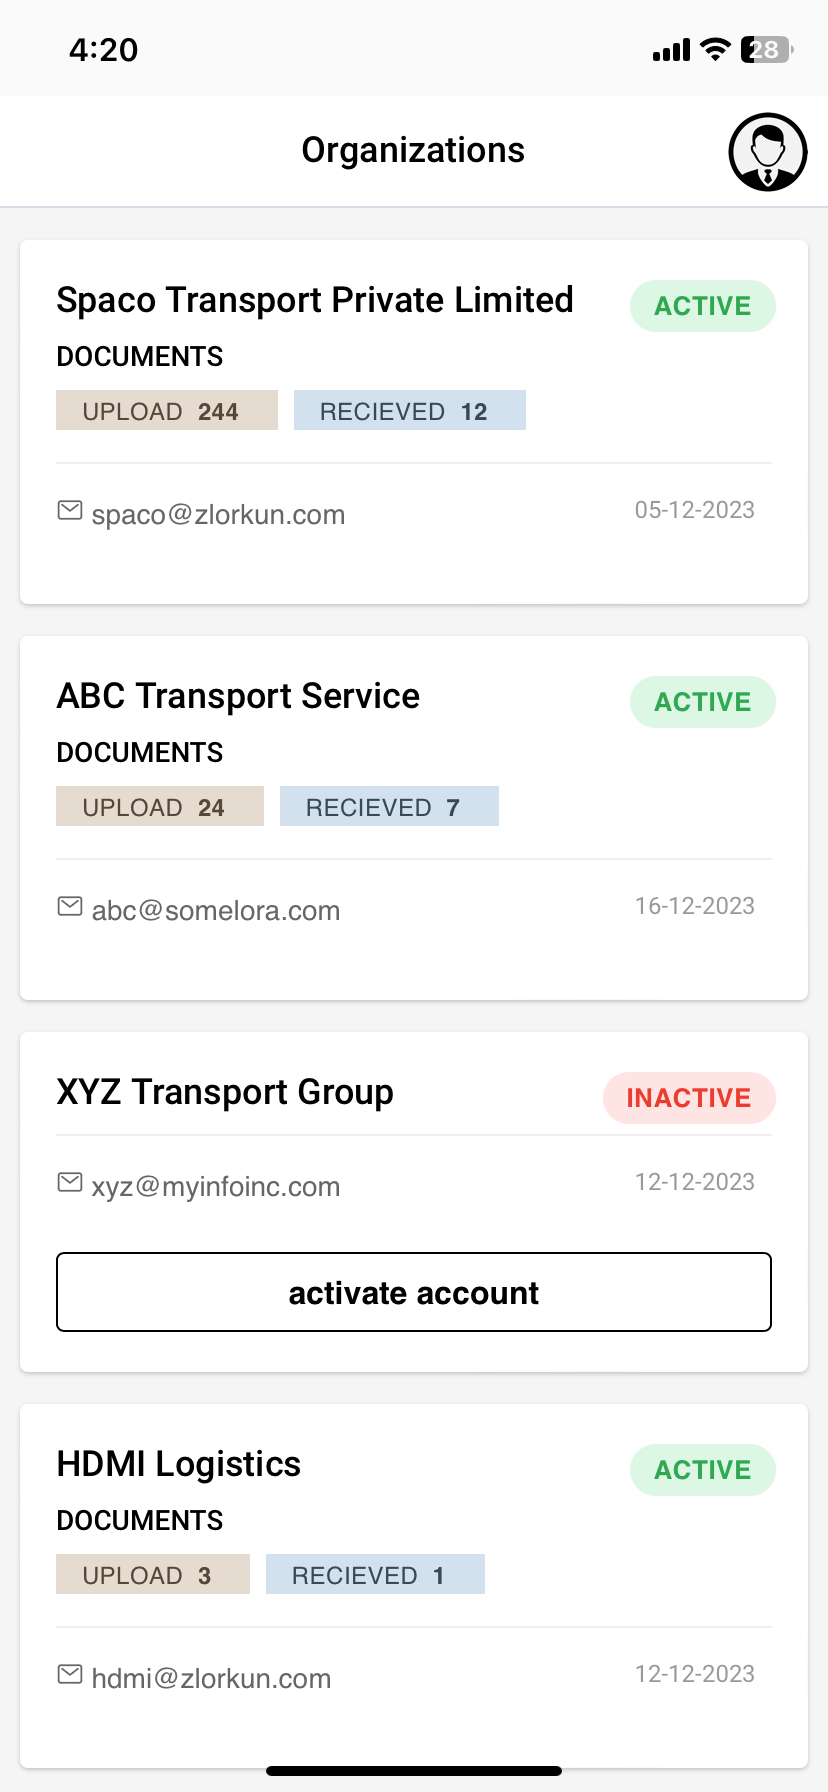 4:20
28
Organizations
Spaco Transport Private Limited
ACTIVE
DOCUMENTS
UPLOAD 244 RECIEVED 12
spaco@zlorkun.com 05-12-2023
ABC Transport Service
ACTIVE
DOCUMENTS
UPLOAD 24 RECIEVED 7
abc@somelora.com 16-12-2023
XYZ Transport Group
INACTIVE
xyz@myinfoinc.com 12-12-2023
activate account
HDMI Logistics
ACTIVE
DOCUMENTS
UPLOAD 3 RECIEVED 1
hdmi@zlorkun.com 12-12-2023